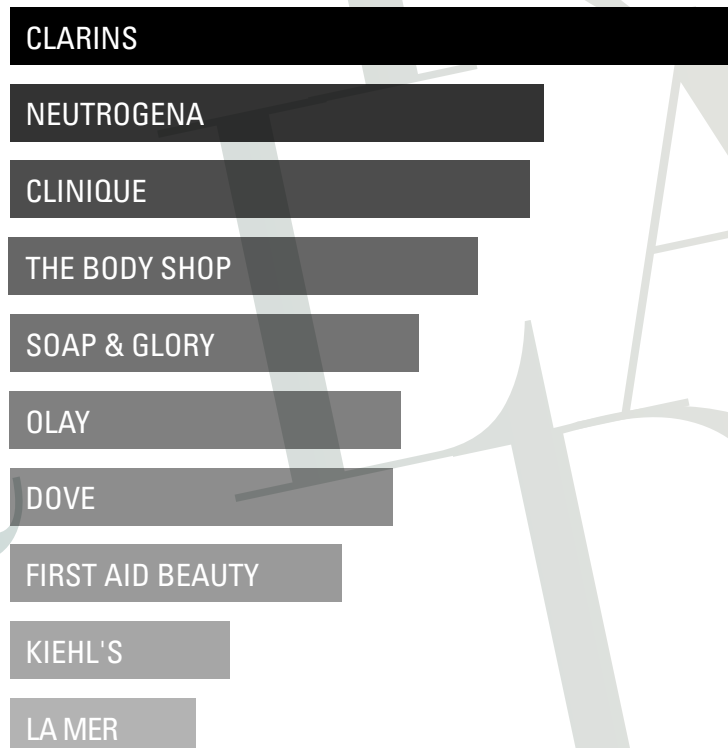 CLARINS
NEUTROGENA
CLINIQUE
THE BODY SHOP
SOAP & GLORY
OLAY
DOVE
FIRST AID BEAUTY
KIEHL'S
LA MER